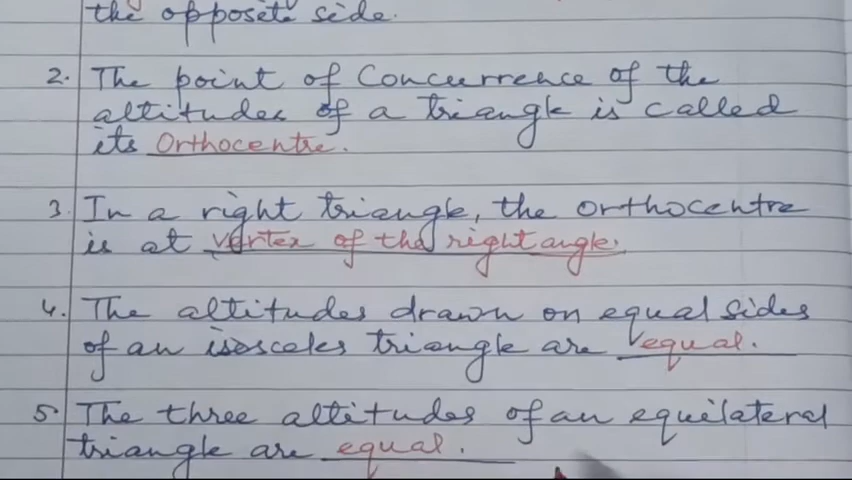 the opposite side.
2. The point of Concurrence of the
altitudes of a triangle is called
its Orthocentre.
3. In a right triangle, the orthocentre
is at vertex of the right angle.
4. The altitudes drawn on equal sides
of an isosceles triangle are equal.
5. The three altitudes of an equilateral
triangle are equal.